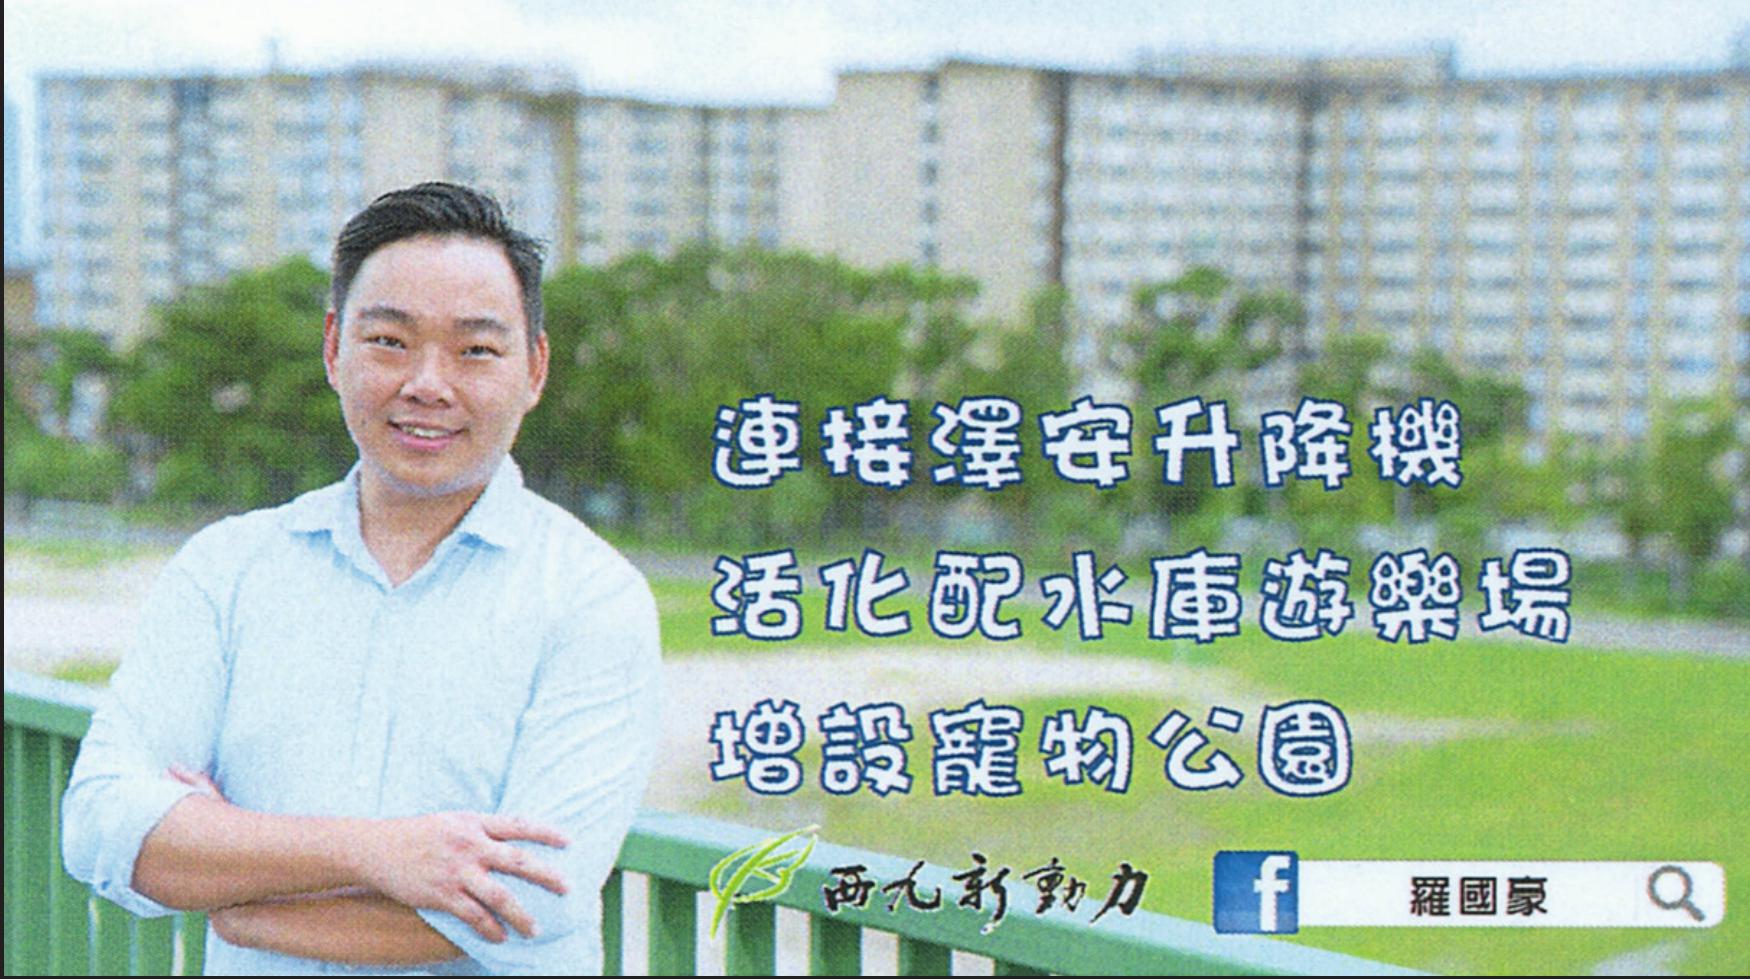 連接澤安升降機
活化配水庫遊樂場
增設寵物公園
西九新動力
f 羅國豪